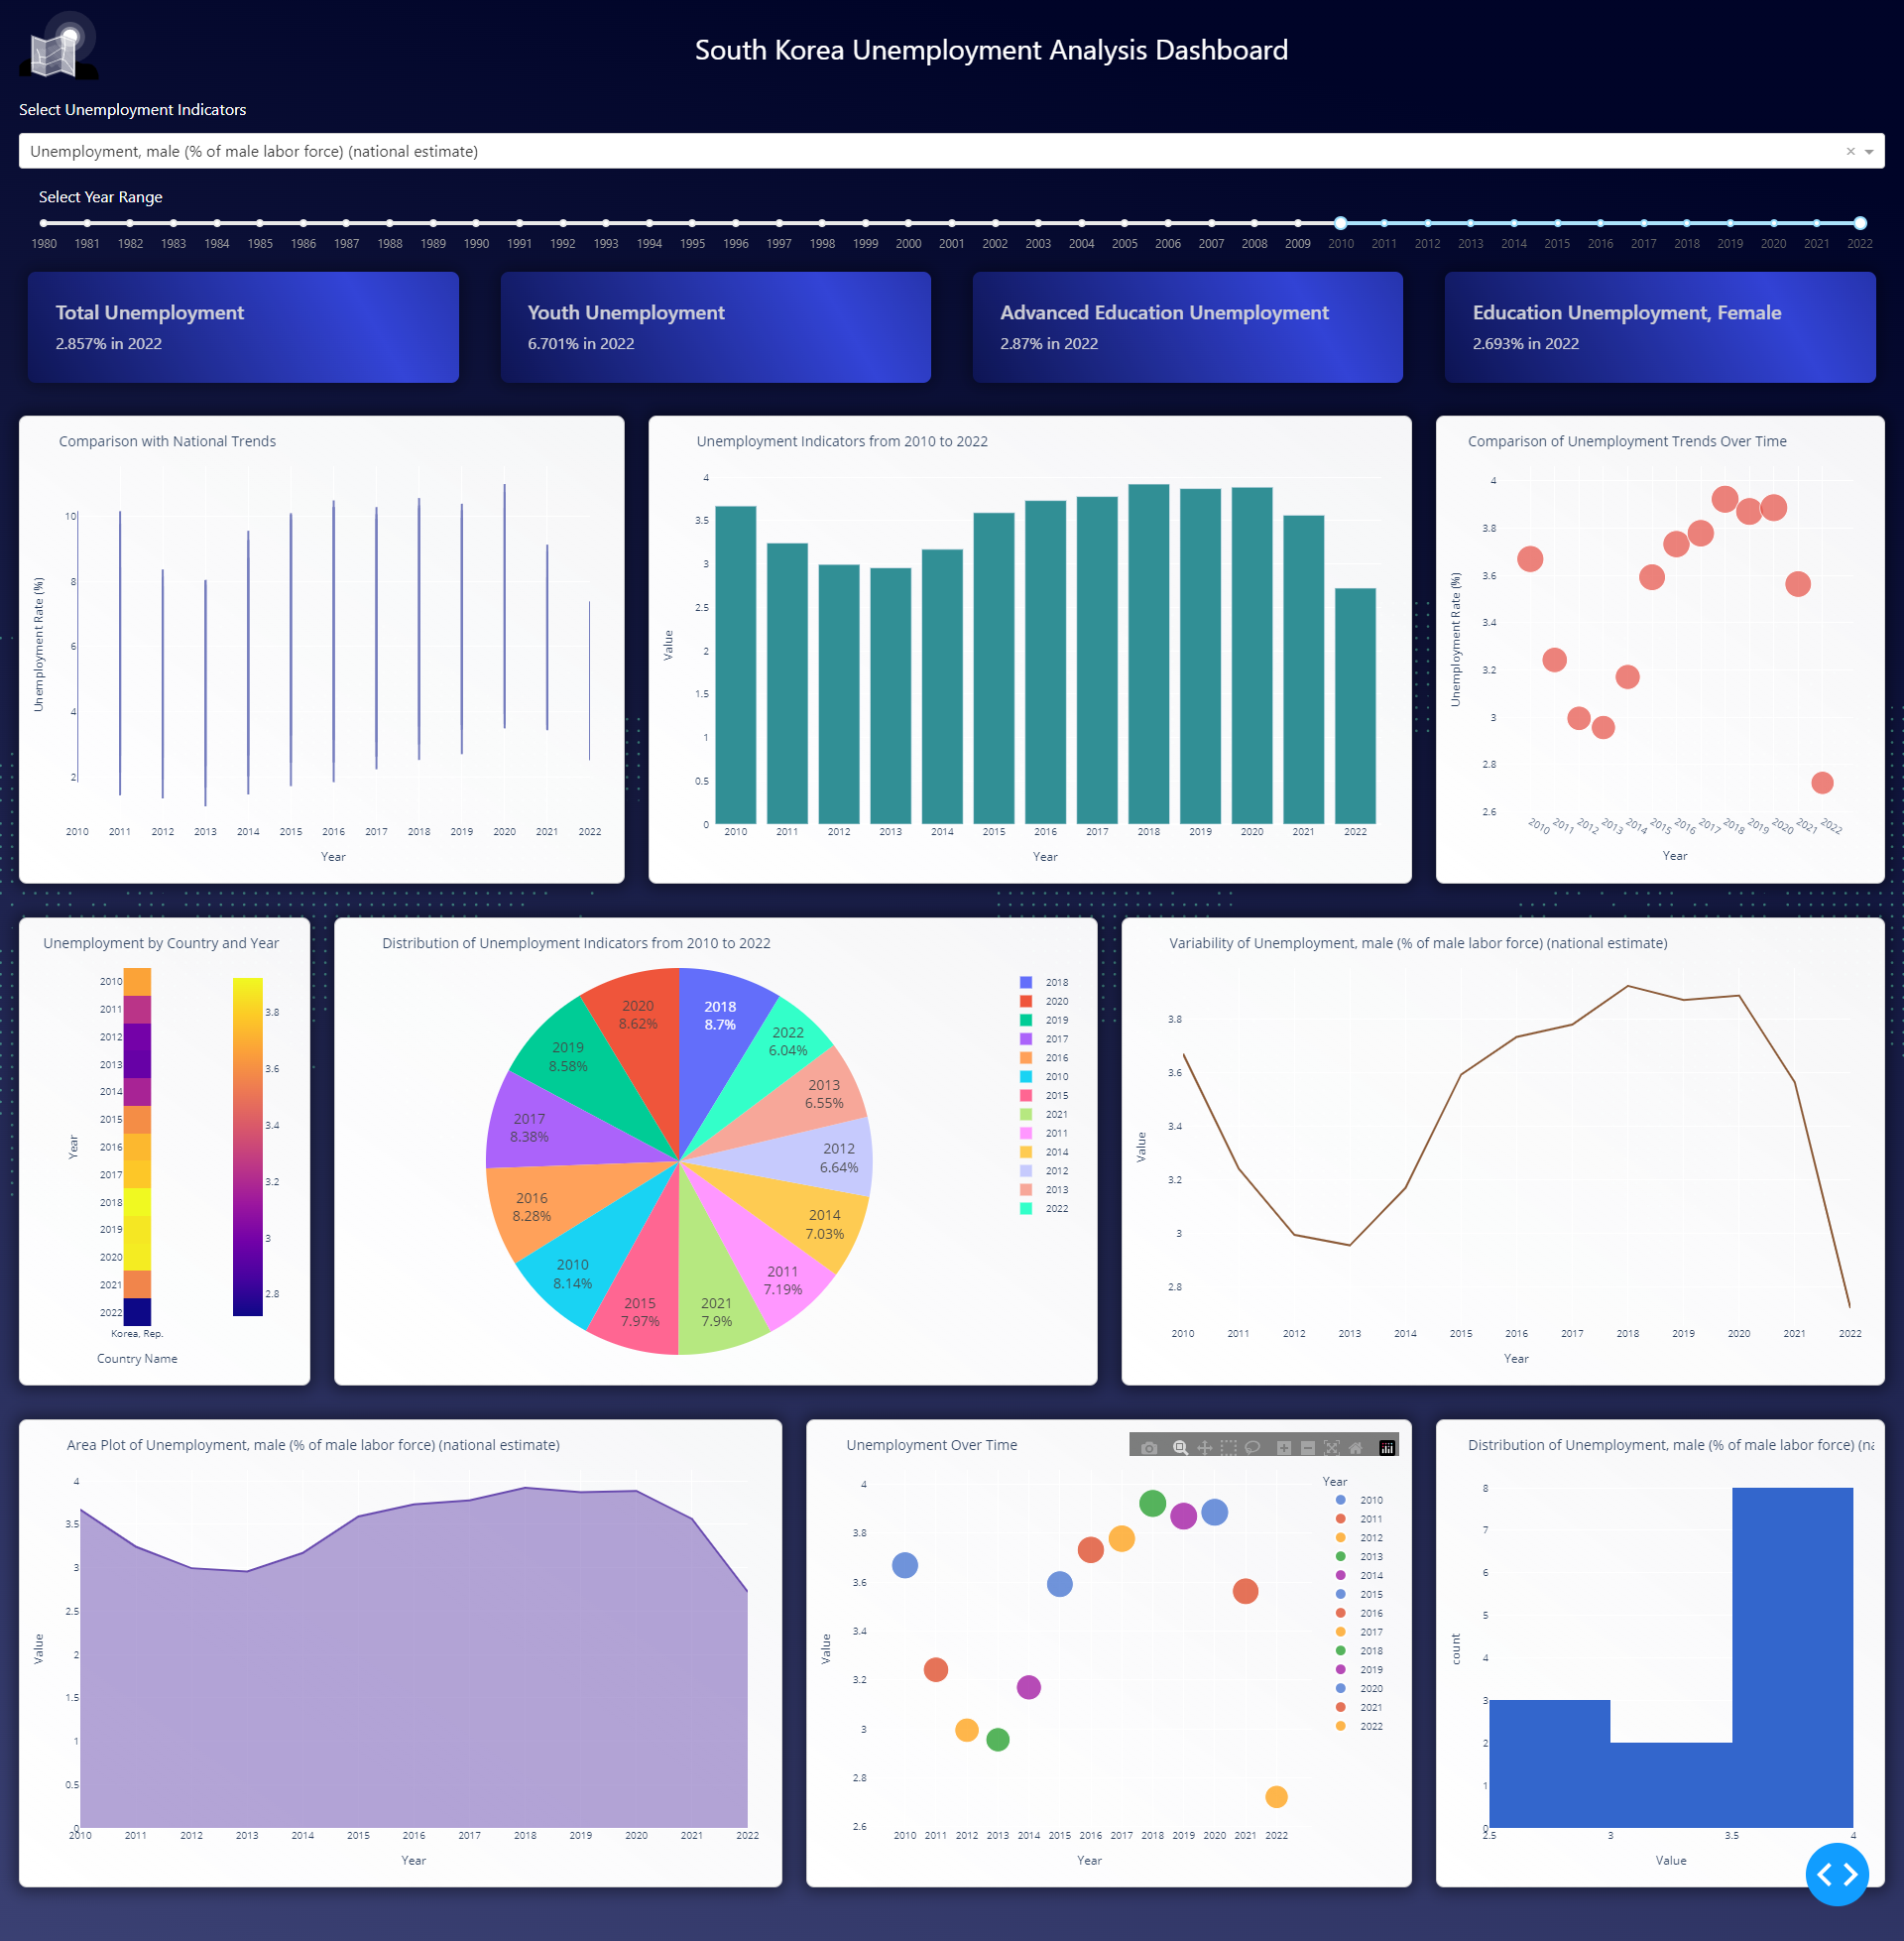 South Korea Unemployment Analysis Dashboard
Select Unemployment Indicators
Unemployment, male (% of male labor force) (national estimate)
×
Select Year Range
1980 1981 1982 1983 1984 1985 1986 1987 1988 1989 1990 1991 1992 1993 1994 1995 1996 1997 1998 1999 2000 2001 2002 2003 2004 2005 2006 2007 2008 2009 2010 2011 2012 2013 2014 2015 2016 2017 2018 2019 2020 2021 2022
Total Unemployment
2.857% in 2022
Youth Unemployment
6.701% in 2022
Advanced Education Unemployment
2.87% in 2022
Education Unemployment, Female
2.693% in 2022
Comparison with National Trends
Unemployment Rate (%)
10
8
6
4
2
2010 2011 2012 2013 2014 2015 2016 2017 2018 2019 2020 2021 2022
Year
Unemployment Indicators from 2010 to 2022
Value
4
3.5
3
2.5
2
1.5
1
0.5
0
2010 2011 2012 2013 2014 2015 2016 2017 2018 2019 2020 2021 2022
Year
Comparison of Unemployment Trends Over Time
Unemployment Rate (%)
4
3.8
3.6
3.4
3.2
3
2.8
2.6
2010 2011 2012 2013 2014 2015 2016 2017 2018 2019 2020 2021 2022
Year
Unemployment by Country and Year
Year
2010
2011
2012
2013
2014
2015
2016
2017
2018
2019
2020
2021
2022
Korea, Rep.
Country Name
3.8
3.6
3.4
3.2
3
2.8
Distribution of Unemployment Indicators from 2010 to 2022
2018
8.7%
2022
6.04%
2013
6.55%
2012
6.64%
2014
7.03%
2011
7.19%
2021
7.9%
2015
7.97%
2010
8.14%
2016
8.28%
2017
8.38%
2019
8.58%
2020
8.62%
2018
2020
2019
2017
2016
2010
2015
2021
2011
2014
2012
2013
2022
Variability of Unemployment, male (% of male labor force) (national estimate)
Value
3.8
3.6
3.4
3.2
3
2.8
2010 2011 2012 2013 2014 2015 2016 2017 2018 2019 2020 2021 2022
Year
Area Plot of Unemployment, male (% of male labor force) (national estimate)
Value
4
3.5
3
2.5
2
1.5
1
0.5
0
2010 2011 2012 2013 2014 2015 2016 2017 2018 2019 2020 2021 2022
Year
Unemployment Over Time
Value
4
3.8
3.6
3.4
3.2
3
2.8
2.6
2010 2011 2012 2013 2014 2015 2016 2017 2018 2019 2020 2021 2022
Year
Year
2010
2011
2012
2013
2014
2015
2016
2017
2018
2019
2020
2021
2022
Distribution of Unemployment, male (% of male labor force) (na
count
8
7
6
5
4
3
2
1
0
2.5 3 3.5 4
Value